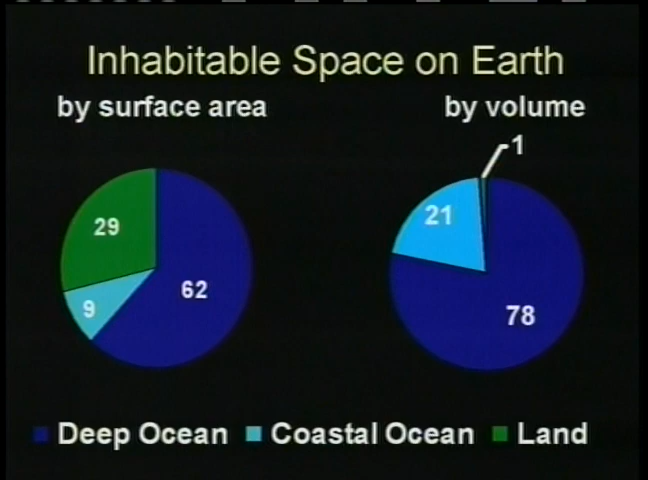 Inhabitable Space on Earth
by surface area
by volume
1
29
9
62
21
78
Deep Ocean
Coastal Ocean
Land